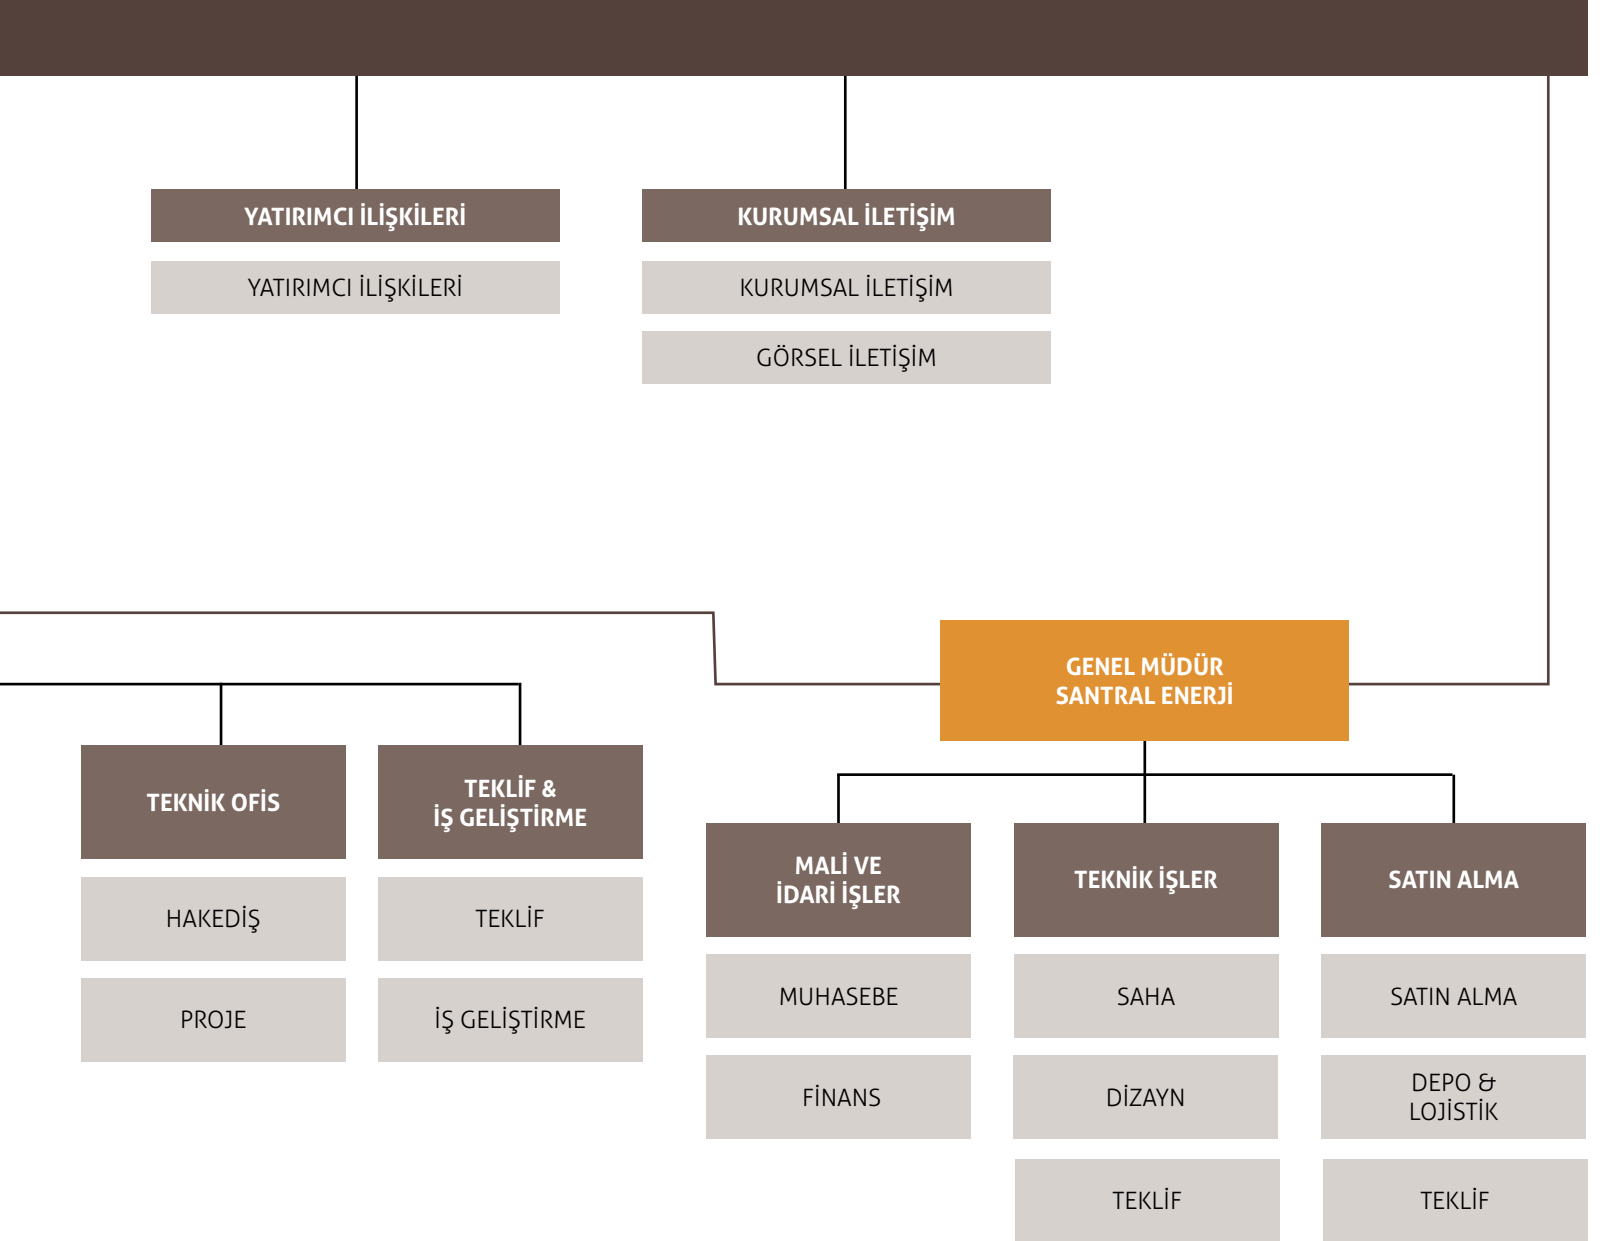 YATIRIMCI İLİŞKİLERİ
YATIRIMCI İLİŞKİLERİ
KURUMSAL İLETİŞİM
KURUMSAL İLETİŞİM
GÖRSEL İLETİŞİM
TEKNİK OFİS
HAKEDİŞ
PROJE
TEKLİF &
İŞ GELİŞTİRME
TEKLİF
İŞ GELİŞTİRME
GENEL MÜDÜR
SANTRAL ENERJİ
MALİ VE
İDARİ İŞLER
MUHASEBE
FİNANS
TEKNİK İŞLER
SAHA
DİZAYN
TEKLİF
SATIN ALMA
SATIN ALMA
DEPO &
LOJİSTİK
TEKLİF